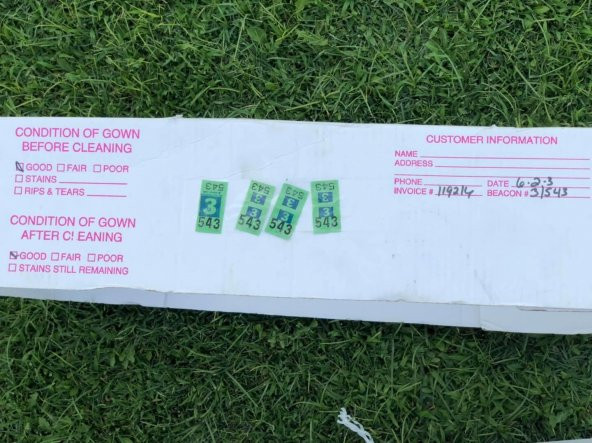 CONDITION OF GOWN
BEFORE CLEANING
GOOD FAIR POOR
STAINS
RIPS & TEARS
CONDITION OF GOWN
AFTER CLEANING
GOOD FAIR POOR
STAINS STILL REMAINING
543
3
543
543
3
3
543
543
3
3
543
543
3
3
543
CUSTOMER INFORMATION
NAME
ADDRESS
PHONE DATE 6-2-3
INVOICE # 119214 BEACON # 3/543